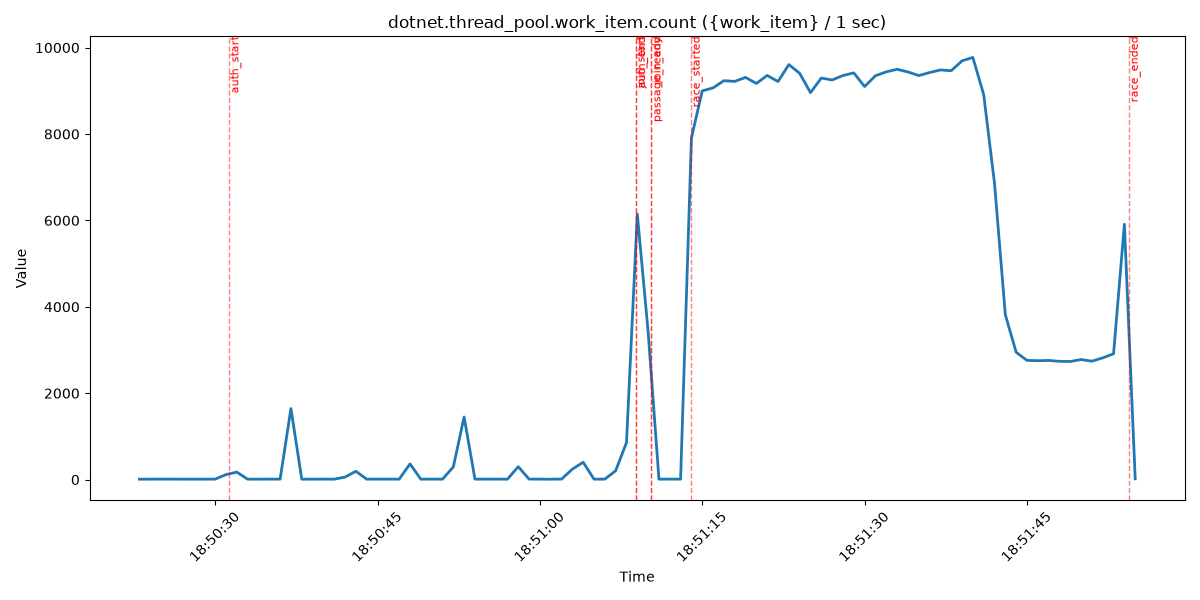 dotnet.thread_pool.work_item.count ({work_item} / 1 sec)
10000
8000
6000
4000
2000
0
Value
auth_start
race_started
race_ended
18:50:30
18:50:45
18:51:00
18:51:15
18:51:30
18:51:45
Time